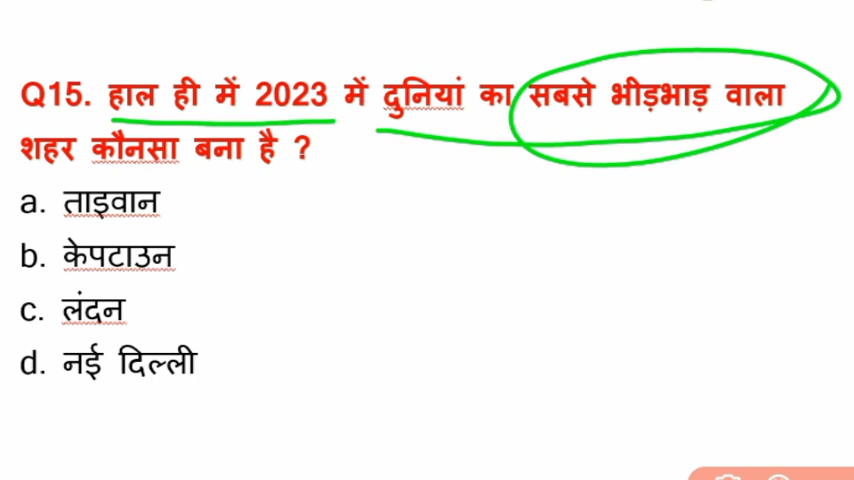 Q15. हाल ही में 2023 में दुनियां का सबसे भीड़भाड़ वाला
शहर कौनसा बना है ?
a. ताइवान
b. केपटाउन
c. लंदन
d. नई दिल्ली